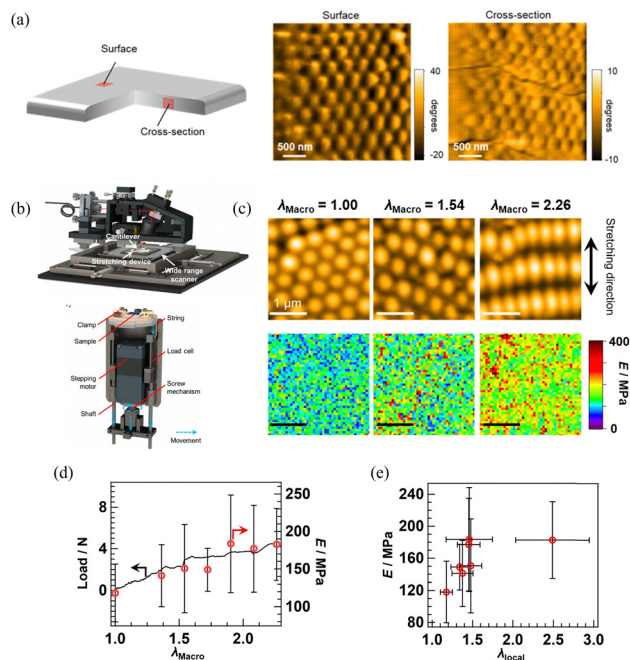 (a)
Surface
Cross-section
Surface
40
degrees
-20
500 nm
Cross-section
10
degrees
-10
500 nm
(b)
Cantilever
Stretching device
Wide range
scanner
Clamp
Sample
Stepping
motor
Shaft
String
Load cell
Screw
mechanism
Movement
(c)
λMacro = 1.00
λMacro = 1.54
λMacro = 2.26
1 μm
Stretching direction
400
E / MPa
0
MPa
(d)
8
4
0
Load / N
250
200
150
100
E / MPa
1.0
1.5
2.0
λMacro
(e)
240
200
160
120
80
E / MPa
1.0
1.5
2.0
2.5
3.0
λlocal